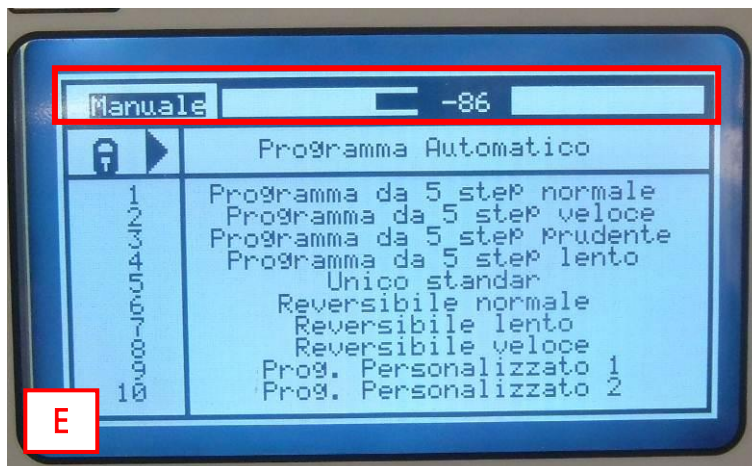 Manuale -86
Programma Automatico
1 Programma da 5 step normale
2 Programma da 5 step veloce
3 Programma da 5 step prudente
4 Programma da 5 step lento
5 Unico standar
6 Reversibile normale
7 Reversibile lento
8 Reversibile veloce
9 Prog. Personalizzato 1
10 Prog. Personalizzato 2
E